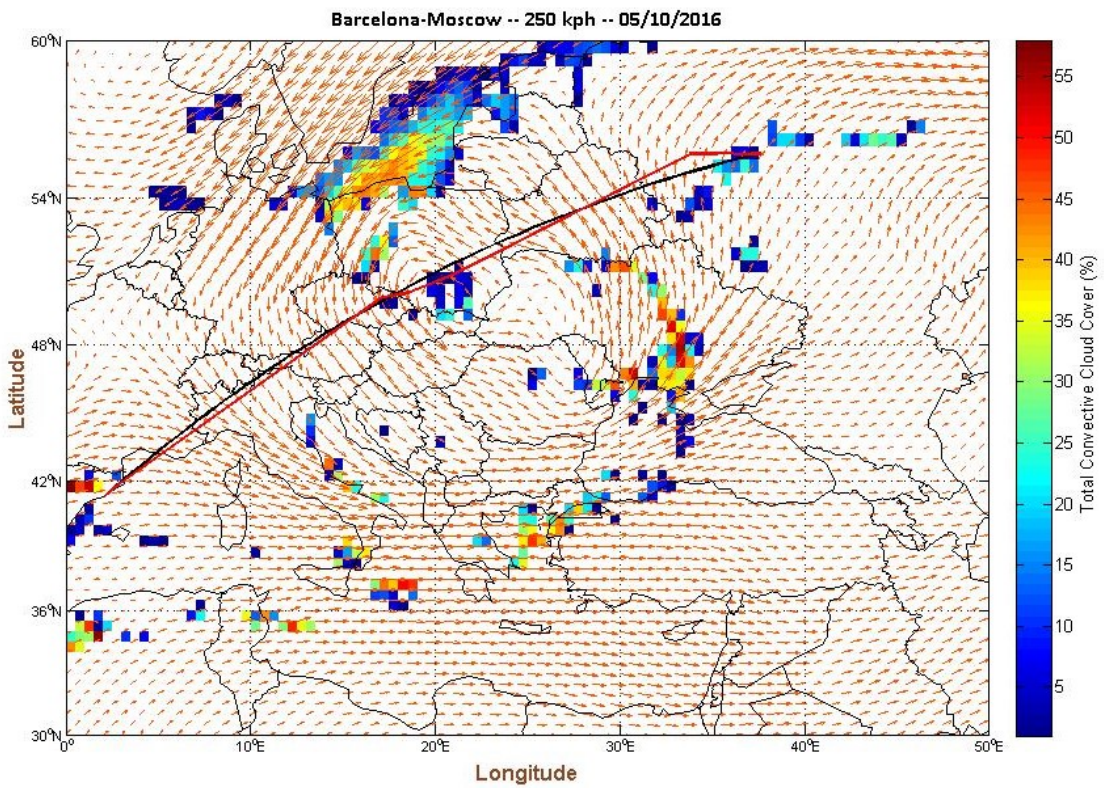 Barcelona-Moscow -- 250 kph -- 05/10/2016
60°N
54°N
48°N
42°N
36°N
30°N
Latitude
0°
10°E
20°E
30°E
40°E
50°E
Longitude
55
50
45
40
35
30
25
20
15
10
5
Total Convective Cloud Cover (%)